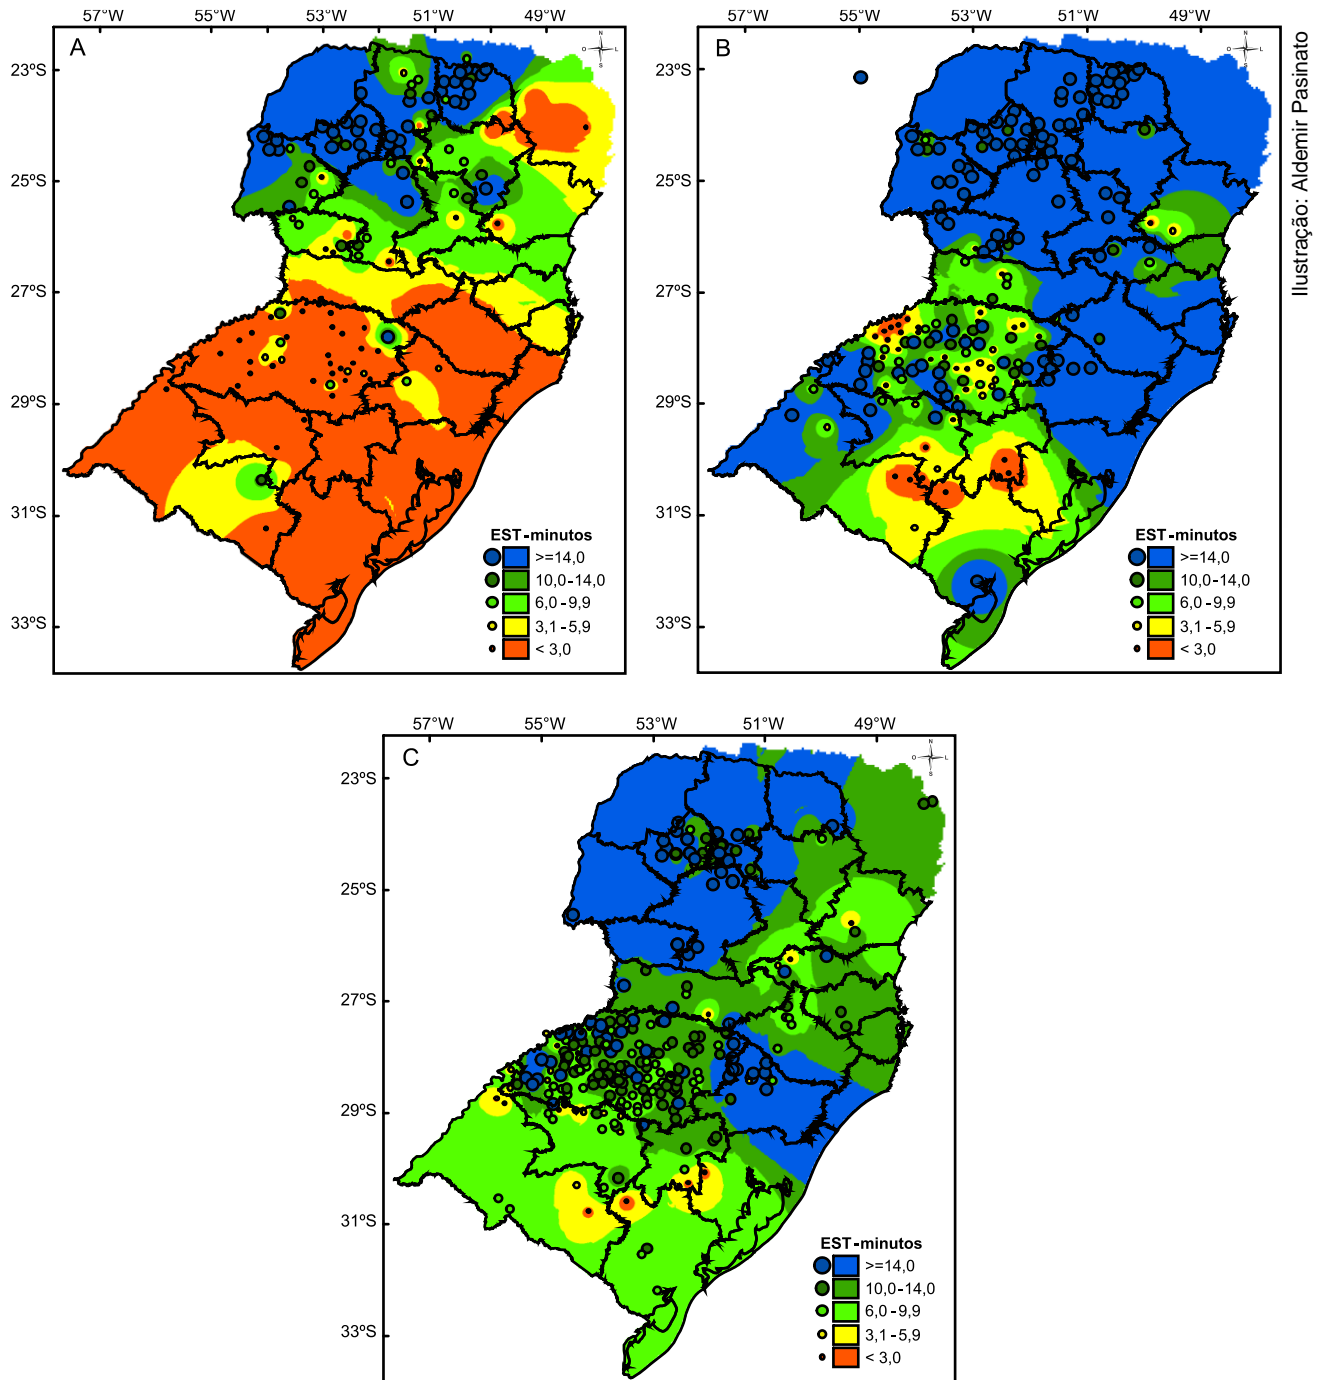 57°W 55°W 53°W 51°W 49°W
A
N
O L
S
23°S
25°S
27°S
29°S
31°S
33°S
EST-minutos
>=14,0
10,0-14,0
6,0-9,9
3,1-5,9
< 3,0
57°W 55°W 53°W 51°W 49°W
B
N
O L
S
23°S
25°S
27°S
29°S
31°S
33°S
EST-minutos
>=14,0
10,0-14,0
6,0-9,9
3,1-5,9
< 3,0
Ilustração: Aldemir Pasinato
57°W 55°W 53°W 51°W 49°W
C
N
O L
S
23°S
25°S
27°S
29°S
31°S
33°S
EST-minutos
>=14,0
10,0-14,0
6,0-9,9
3,1-5,9
< 3,0